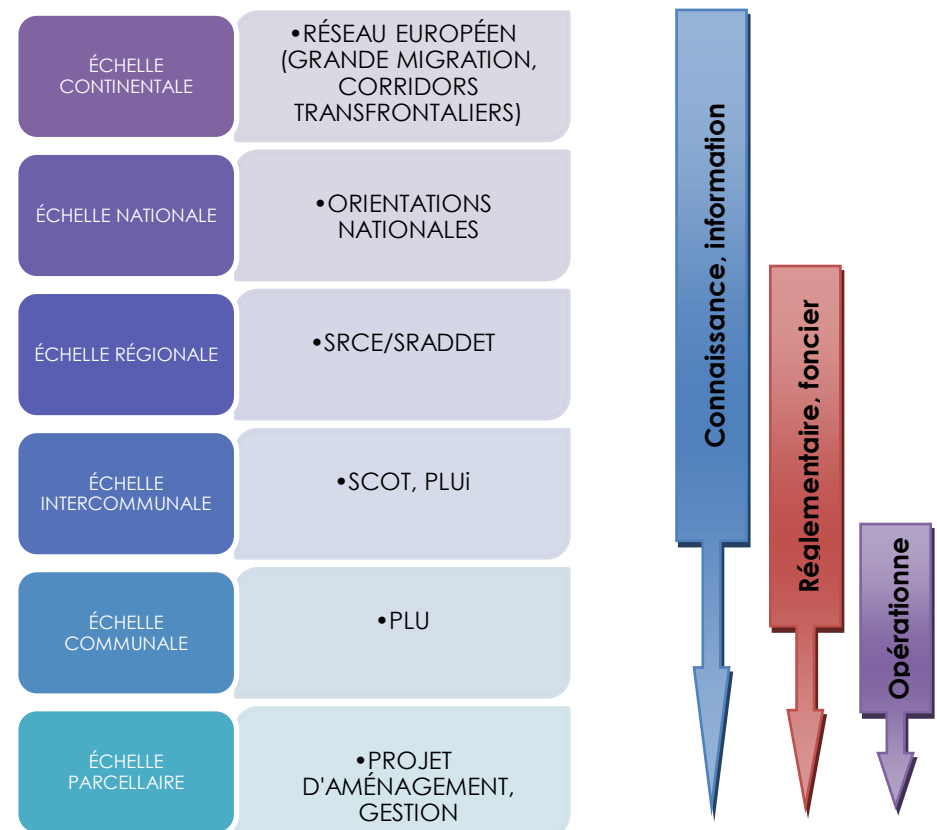 ÉCHELLE
CONTINENTALE
•RÉSEAU EUROPÉEN
(GRANDE MIGRATION,
CORRIDORS
TRANSFRONTALIERS)
ÉCHELLE NATIONALE
•ORIENTATIONS
NATIONALES
ÉCHELLE RÉGIONALE
•SRCE/SRADDET
ÉCHELLE
INTERCOMMUNALE
•SCOT, PLUi
ÉCHELLE
COMMUNALE
•PLU
ÉCHELLE
PARCELLAIRE
•PROJET
D'AMÉNAGEMENT,
GESTION
Connaissance, information
Réglementaire, foncier
Opérationne